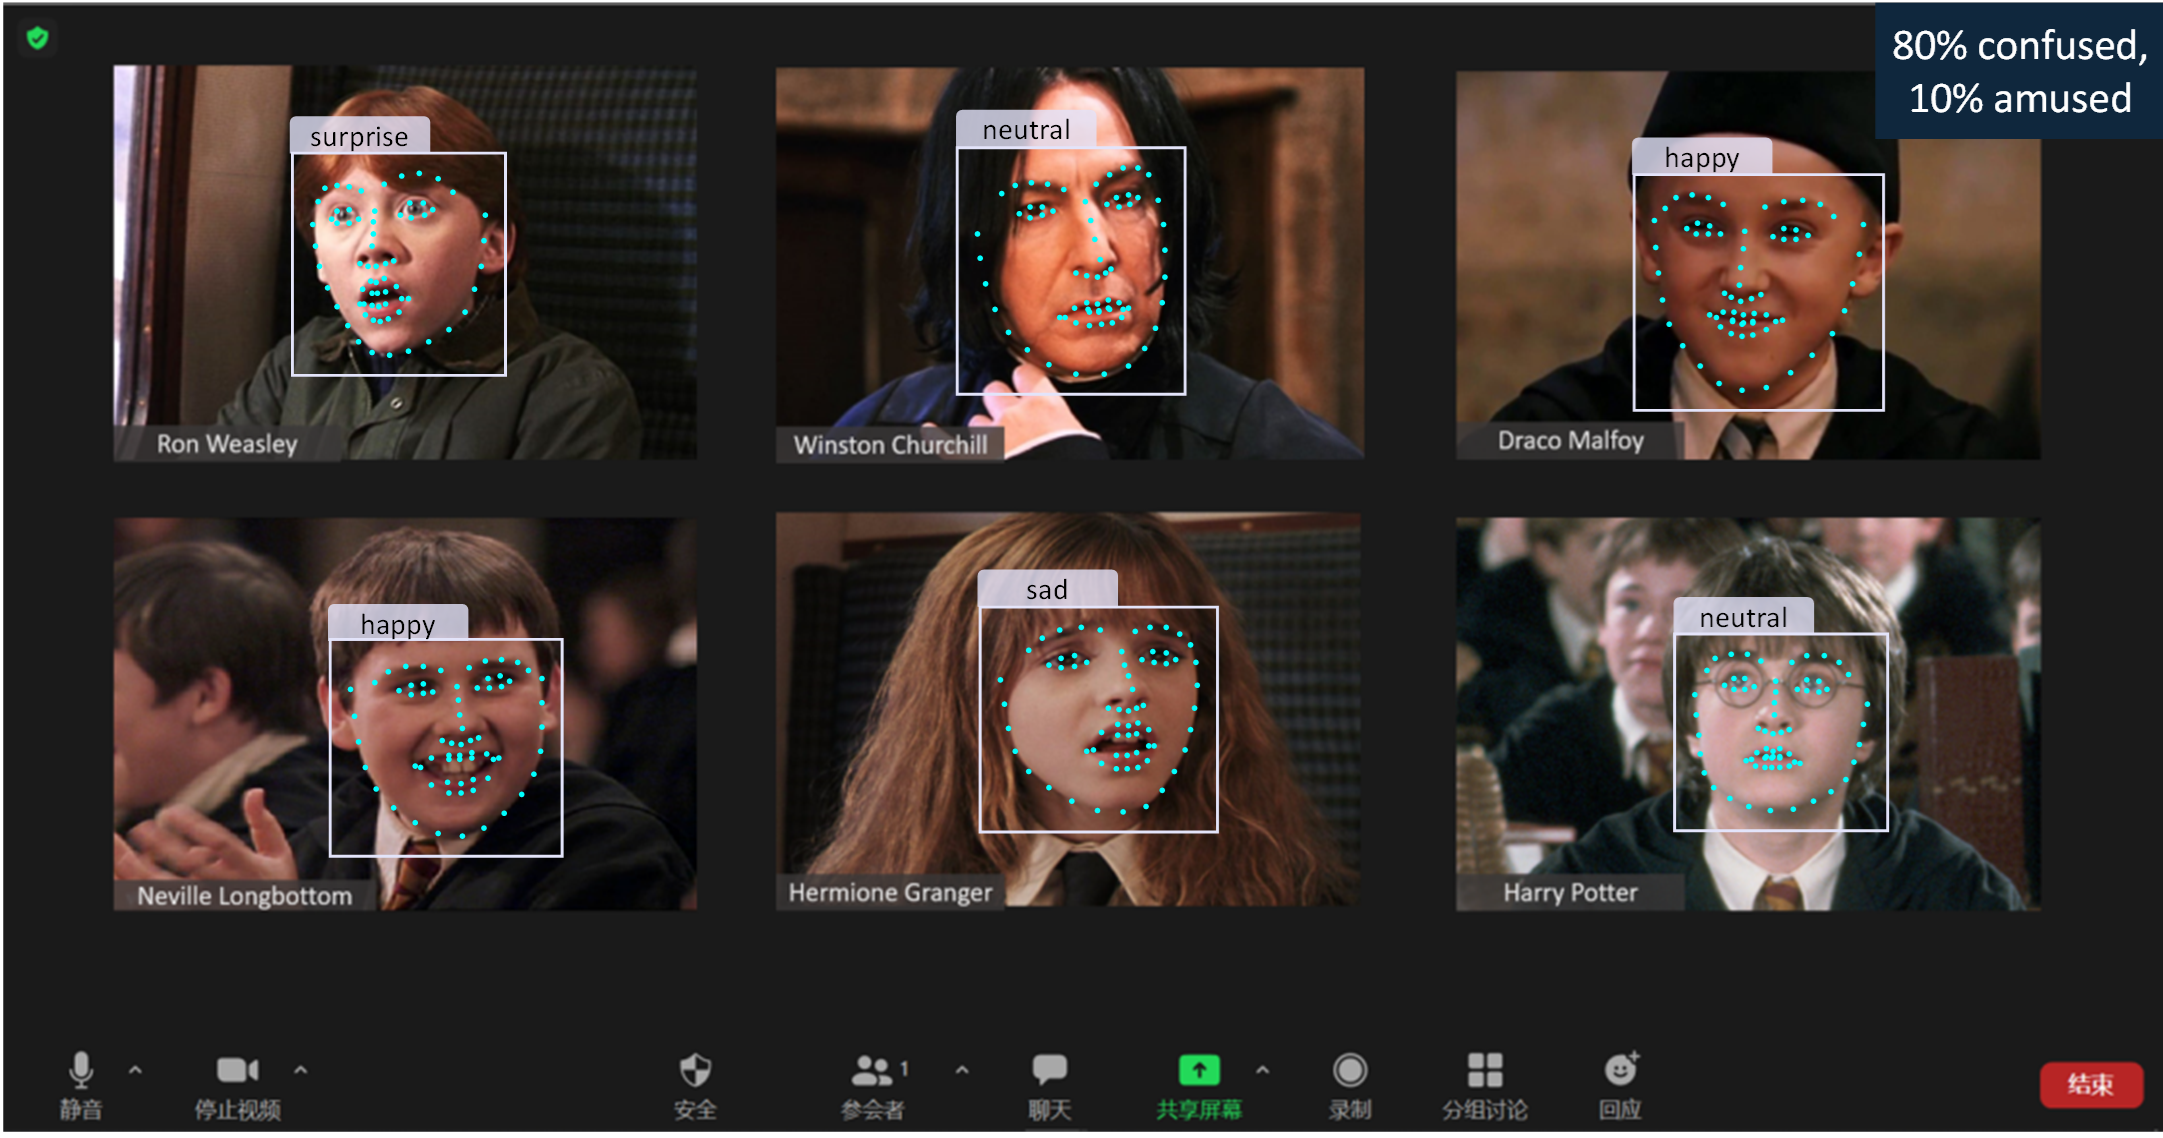 80% confused,
10% amused
surprise
neutral
happy
Ron Weasley
Winston Churchill
Draco Malfoy
happy
sad
neutral
Neville Longbottom
Hermione Granger
Harry Potter
静音
停止视频
安全
1
参会者
聊天
共享屏幕
录制
分组讨论
回应
结束